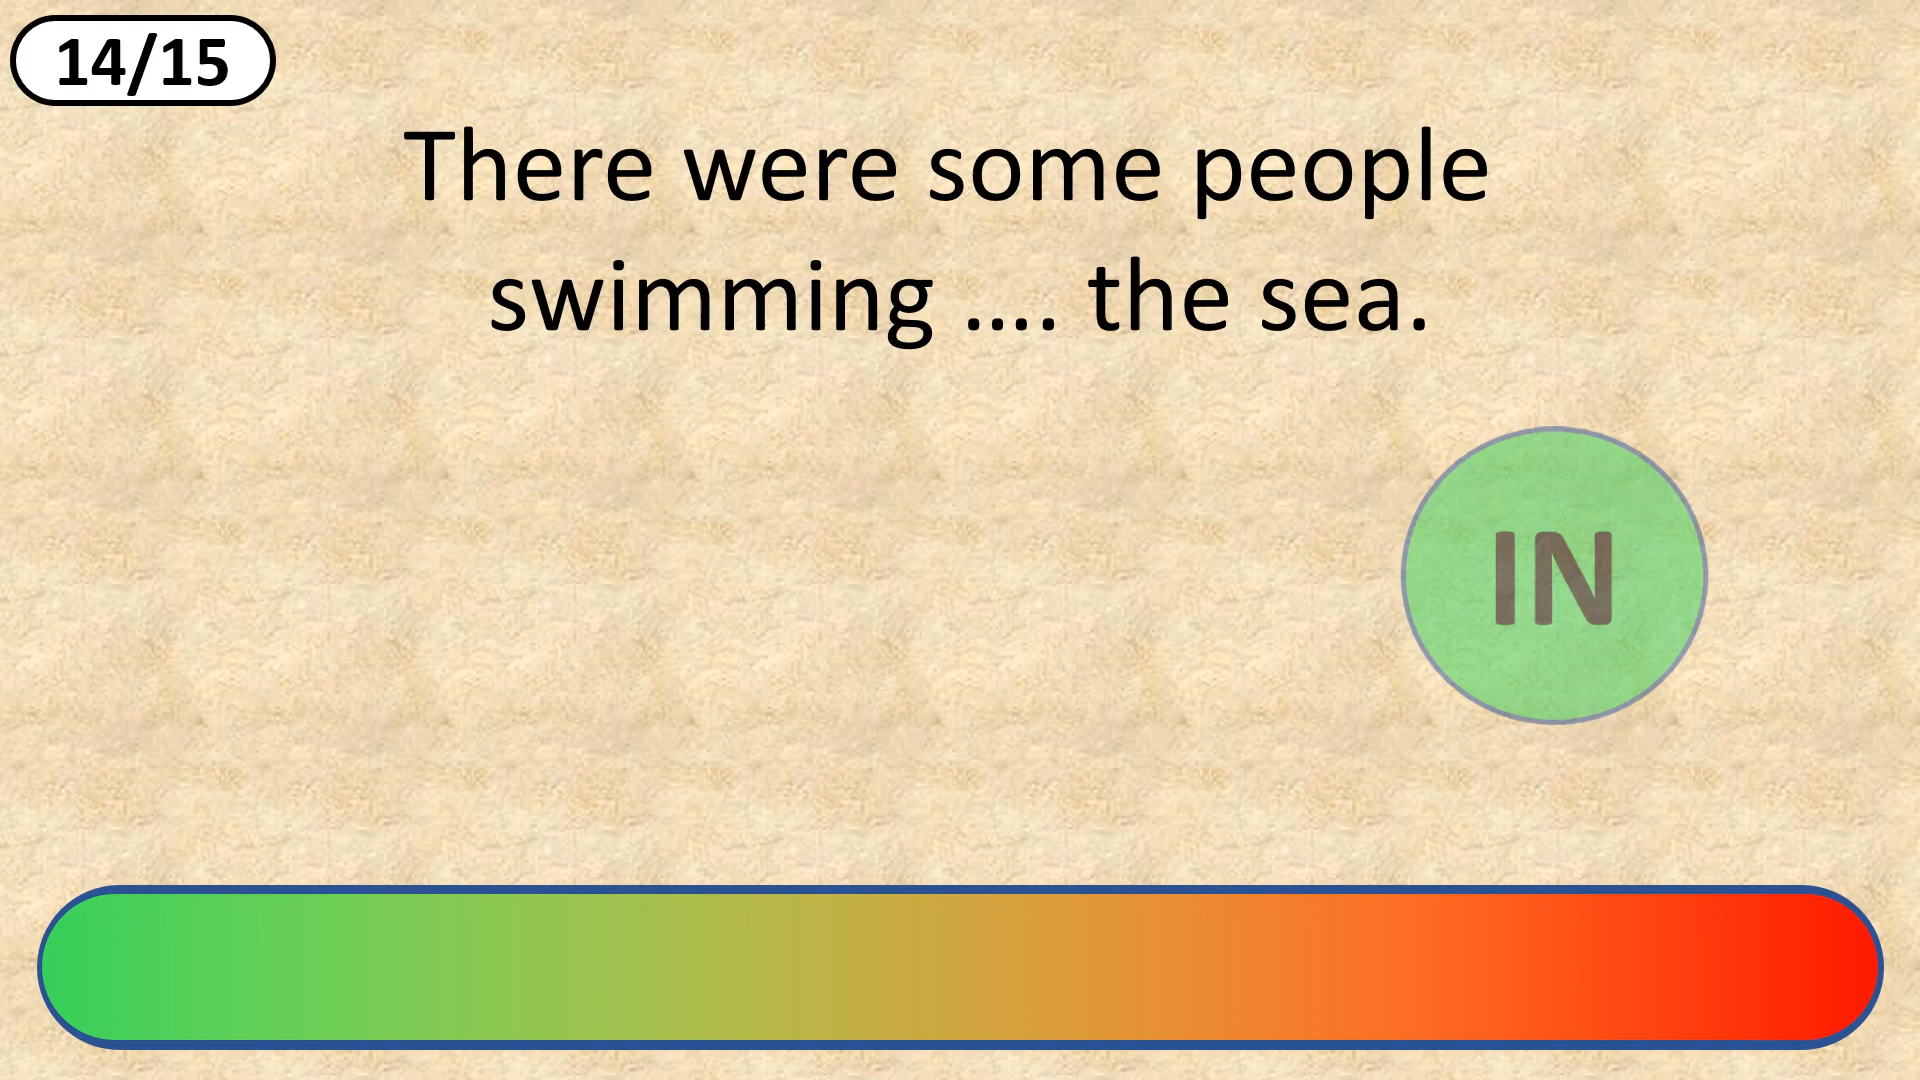 14/15
There were some people
swimming .... the sea.
IN